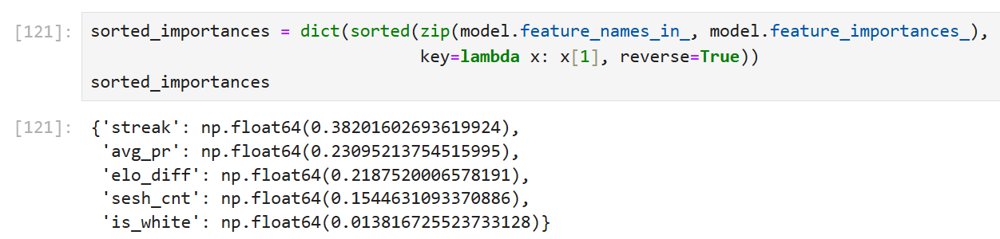 [121]: sorted_importances = dict(sorted(zip(model.feature_names_in_, model.feature_importances_),
key=lambda x: x[1], reverse=True))
sorted_importances
[121]: {'streak': np.float64(0.38201602693619924),
'avg_pr': np.float64(0.23095213754515995),
'elo_diff': np.float64(0.2187520006578191),
'sesh_cnt': np.float64(0.1544631093370886),
'is_white': np.float64(0.013816725523733128)}